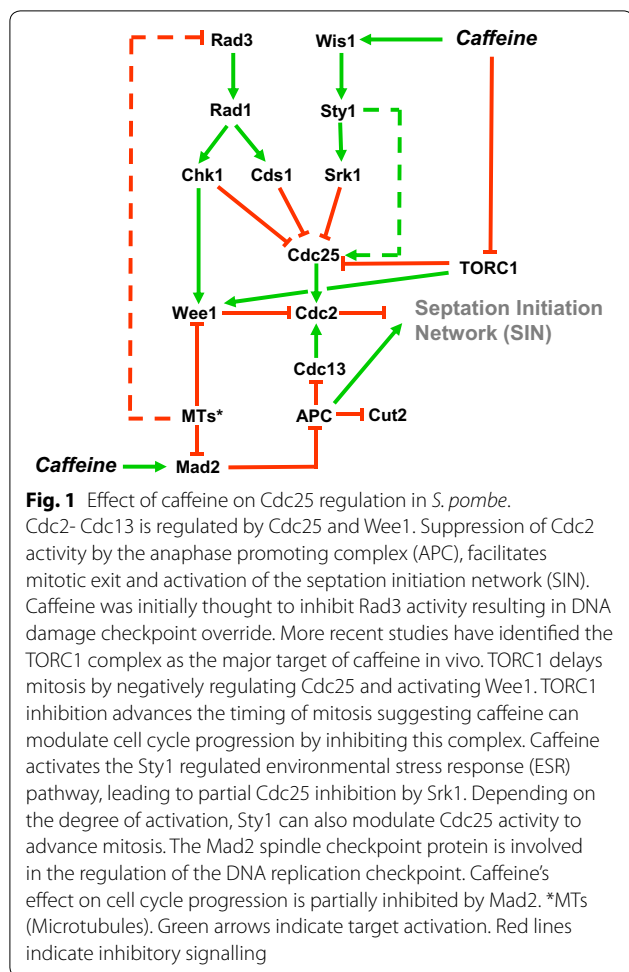 Rad3 Wis1 Caffeine
Rad1 Sty1
Chk1 Cds1 Srk1
Cdc25 TORC1
Wee1 Cdc2 Septation Initiation
Network (SIN)
Cdc13
MTs* APC Cut2
Caffeine Mad2
Fig. 1 Effect of caffeine on Cdc25 regulation in S. pombe.
Cdc2- Cdc13 is regulated by Cdc25 and Wee1. Suppression of Cdc2
activity by the anaphase promoting complex (APC), facilitates
mitotic exit and activation of the septation initiation network (SIN).
Caffeine was initially thought to inhibit Rad3 activity resulting in DNA
damage checkpoint override. More recent studies have identified the
TORC1 complex as the major target of caffeine in vivo. TORC1 delays
mitosis by negatively regulating Cdc25 and activating Wee1. TORC1
inhibition advances the timing of mitosis suggesting caffeine can
modulate cell cycle progression by inhibiting this complex. Caffeine
activates the Sty1 regulated environmental stress response (ESR)
pathway, leading to partial Cdc25 inhibition by Srk1. Depending on
the degree of activation, Sty1 can also modulate Cdc25 activity to
advance mitosis. The Mad2 spindle checkpoint protein is involved
in the regulation of the DNA replication checkpoint. Caffeine's
effect on cell cycle progression is partially inhibited by Mad2. *MTs
(Microtubules). Green arrows indicate target activation. Red lines
indicate inhibitory signalling